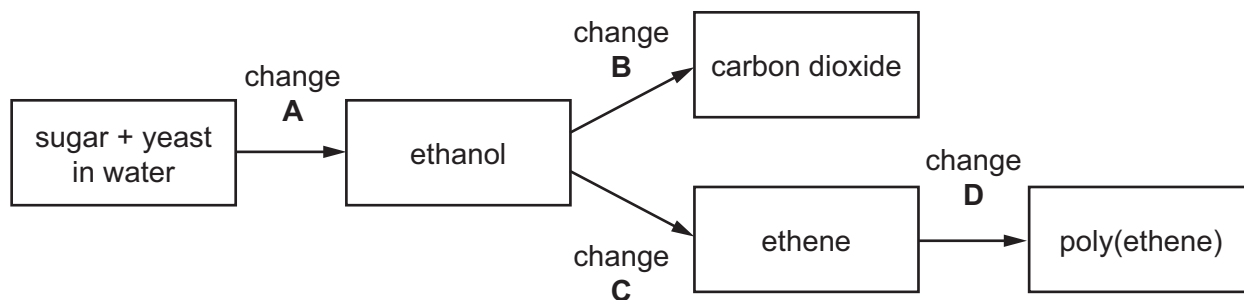 change
B
carbon dioxide
change
A
sugar + yeast
in water
ethanol
change
D
ethene
poly(ethene)
change
C